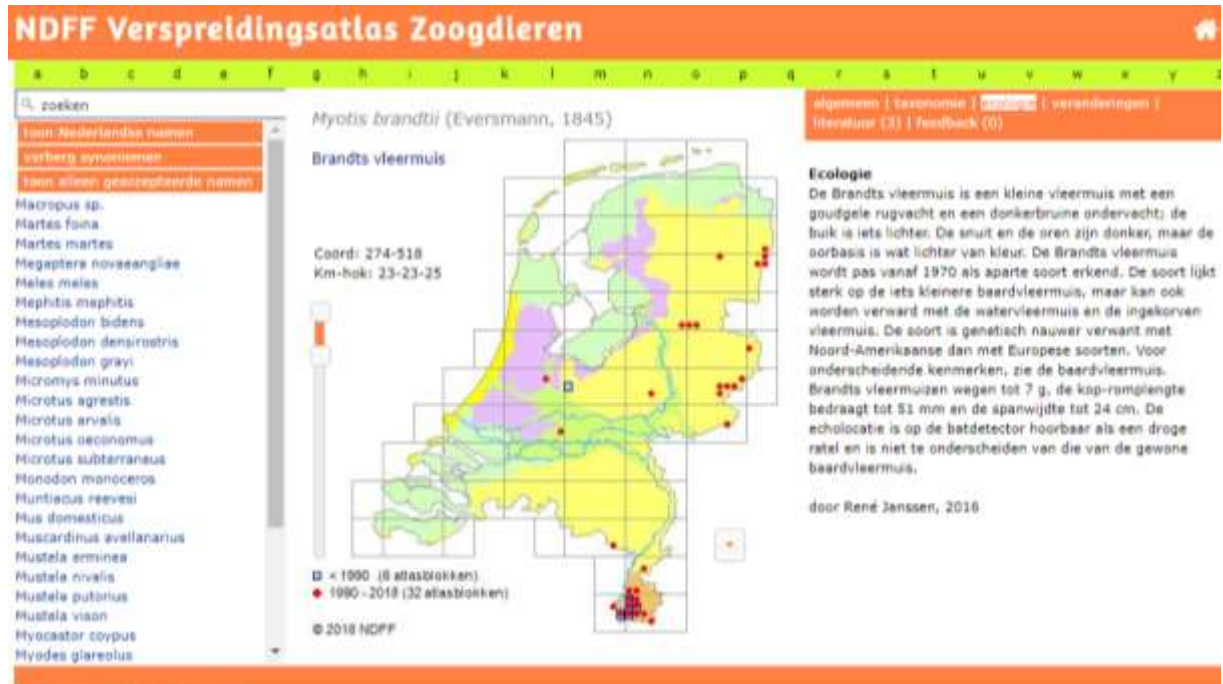 NDFF Verspreidingsatlas Zoogdieren
a b c d e f g h i j k l m n o p q r s t u v w x y z
zoeken
toon Nederlandse namen
verberg synoniemen
toon alleen geaccepteerde namen
Macropus sp.
Martes foina
Martes martes
Megaptera novaeangliae
Meles meles
Mephitis mephitis
Mesoplodon bidens
Mesoplodon densirostris
Mesoplodon grayi
Micromys minutus
Microtus agrestis
Microtus arvalis
Microtus oeconomus
Microtus subterraneus
Monodon monoceros
Muntiacus reevesi
Mus domesticus
Muscardinus avellanarius
Mustela erminea
Mustela nivalis
Mustela putorius
Mustela vison
Myocastor coypus
Myodes glareolus
Myotis brandtii (Eversmann, 1845)
Brandts vleermuis
Coord: 274-518
Km-hok: 23-23-25
< 1990 (6 atlasblokken)
1990 - 2018 (32 atlasblokken)
© 2018 NDFF
algemeen | taxonomie | ecologie | veranderingen |
literatuur (3) | feedback (0)
Ecologie
De Brandts vleermuis is een kleine vleermuis met een
goudgele rugvacht en een donkerbruine ondervacht; de
buik is iets lichter. De snuit en de oren zijn donker, maar de
oorbasis is wat lichter van kleur. De Brandts vleermuis
wordt pas vanaf 1970 als aparte soort erkend. De soort lijkt
sterk op de iets kleinere baardvleermuis, maar kan ook
worden verward met de watervleermuis en de ingekorven
vleermuis. De soort is genetisch nauwer verwant met
Noord-Amerikaanse dan met Europese soorten. Voor
onderscheidende kenmerken, zie de baardvleermuis.
Brandts vleermuizen wegen tot 7 g, de kop-romplengte
bedraagt tot 51 mm en de spanwijdte tot 24 cm. De
echolocatie is op de batdetector hoorbaar als een droge
ratel en is niet te onderscheiden van die van de gewone
baardvleermuis.
door René Janssen, 2016